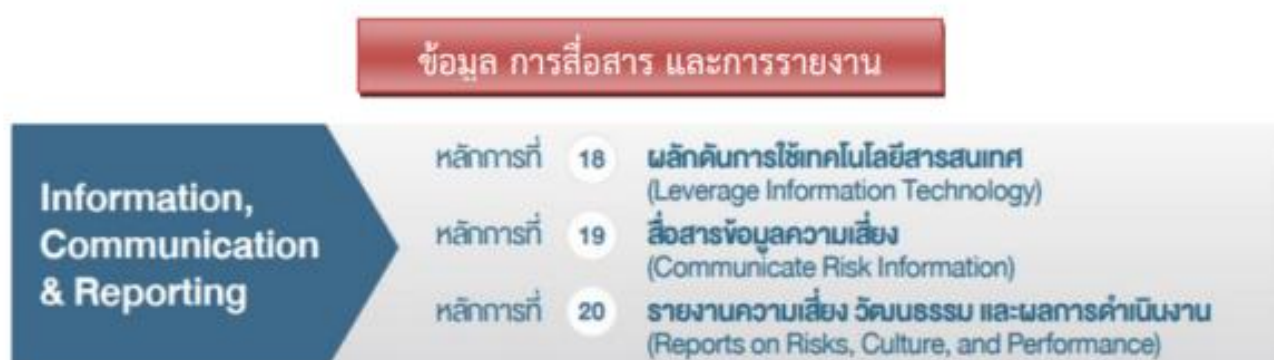 ข้อมูล การสื่อสาร และการรายงาน
Information,
Communication
& Reporting
หลักการที่ 18 ผลักดันการใช้เทคโนโลยีสารสนเทศ
(Leverage Information Technology)
หลักการที่ 19 สื่อสารข้อมูลความเสี่ยง
(Communicate Risk Information)
หลักการที่ 20 รายงานความเสี่ยง วัฒนธรรม และผลการดำเนินงาน
(Reports on Risks, Culture, and Performance)